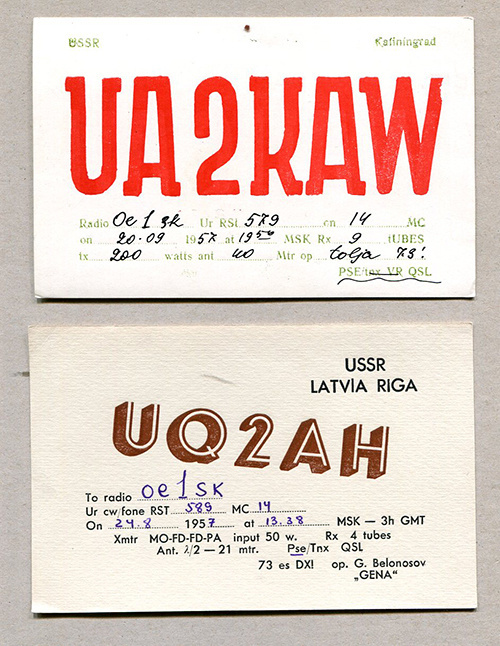 USSR Kaliningrad
UA2KAW
Radio Oe1sk Ur RSt 579 on 14 MC
on 20.09 1957 at 19 50 MSK Rx 9 tUBES
tx 200 watts ant 40 Mtr op tolja 73!
PSE/tnx VR QSL
USSR
LATVIA RIGA
UQ2AH
To radio oe1SK
Ur cw/fone RST 589 MC 14
On 24.8 1957 at 13.38 MSK — 3h GMT
Xmtr MO-FD-FD-PA input 50 w. Rx 4 tubes
Ant. λ/2 — 21 mtr. Pse/Tnx QSL
73 es DX! op. G. Belonosov
„GENA“